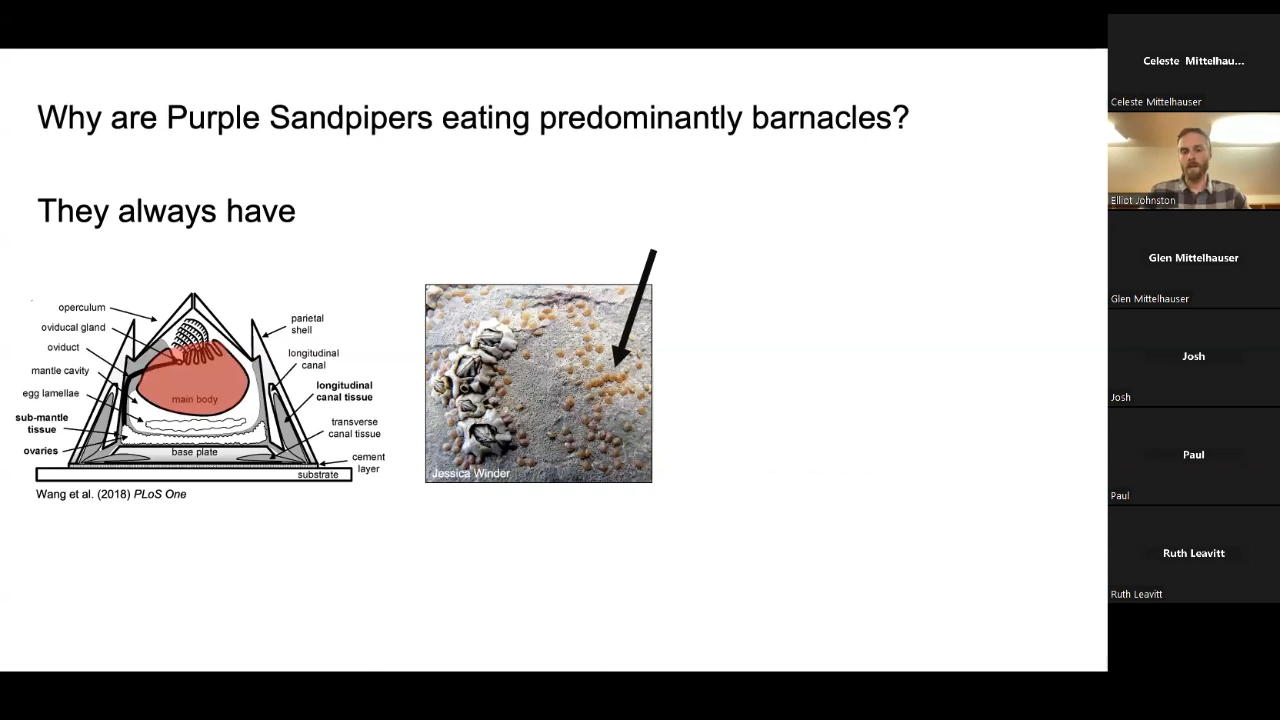 Why are Purple Sandpipers eating predominantly barnacles?
They always have
operculum
oviducal gland
oviduct
mantle cavity
egg lamellae
sub-mantle
tissue
ovaries
main body
base plate
parietal
shell
longitudinal
canal
longitudinal
canal tissue
transverse
canal tissue
cement
layer
substrate
Wang et al. (2018) PLoS One
Jessica Winder
Celeste Mittelhau...
Celeste Mittelhauser
Elliot Johnston
Glen Mittelhauser
Glen Mittelhauser
Josh
Josh
Paul
Paul
Ruth Leavitt
Ruth Leavitt